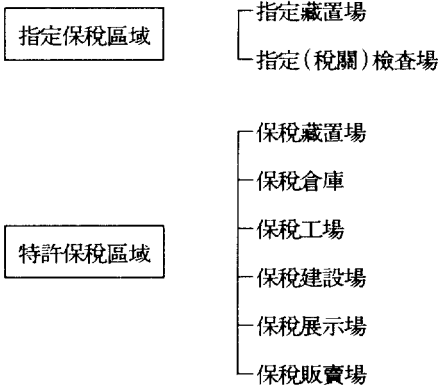 指定保稅區域
指定藏置場
指定(稅關)檢查場
特許保稅區域
保稅藏置場
保稅倉庫
保稅工場
保稅建設場
保稅展示場
保稅販賣場